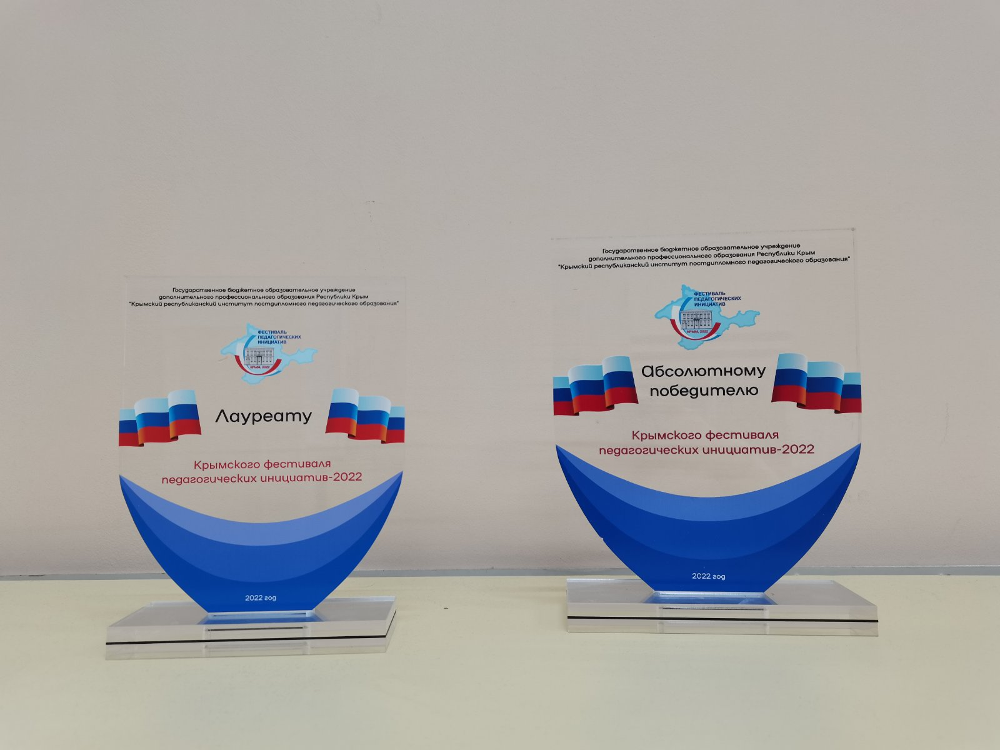 Государственное бюджетное образовательное учреждение
дополнительного профессионального образования Республики Крым
"Крымский республиканский институт постдипломного педагогического образования"
ФЕСТИВАЛЬ
ПЕДАГОГИЧЕСКИХ
ИНИЦИАТИВ
КРЫМ, 2022
Лауреату
Крымского фестиваля
педагогических инициатив-2022
2022 год
Государственное бюджетное образовательное учреждение
дополнительного профессионального образования Республики Крым
"Крымский республиканский институт постдипломного педагогического образования"
ФЕСТИВАЛЬ
ПЕДАГОГИЧЕСКИХ
ИНИЦИАТИВ
КРЫМ, 2022
Абсолютному
победителю
Крымского фестиваля
педагогических инициатив-2022
2022 год